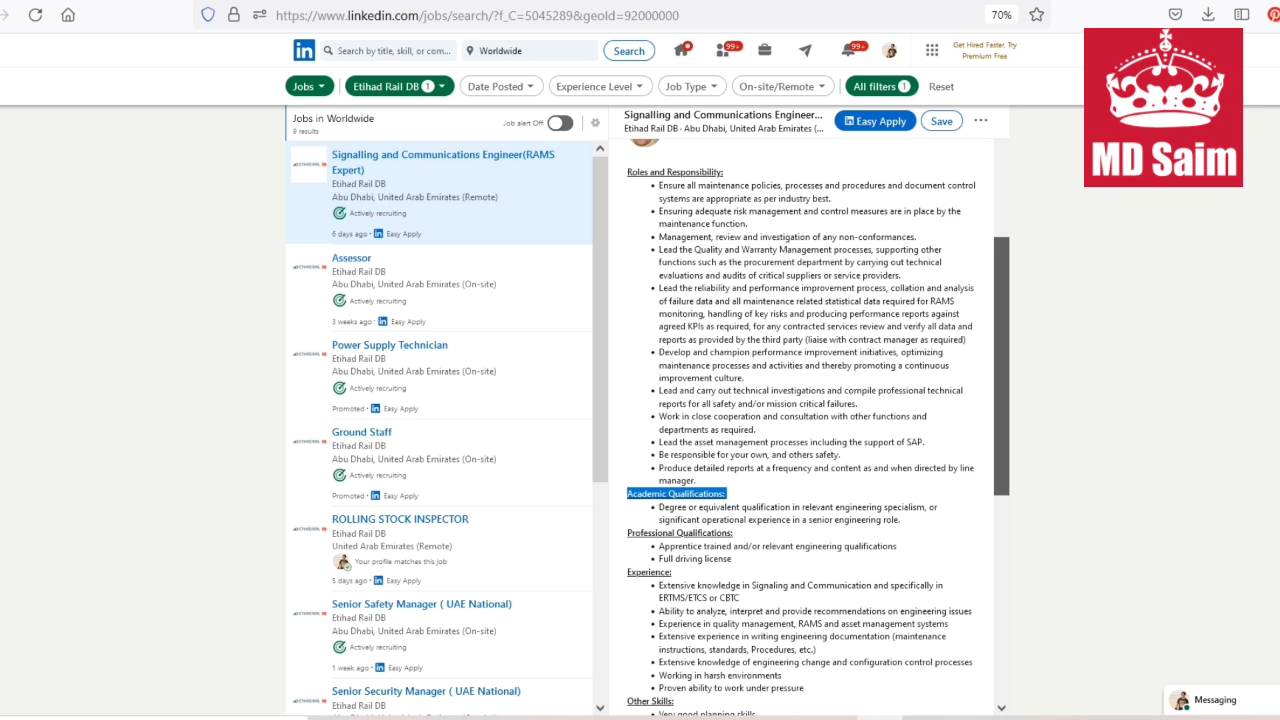 https://www.linkedin.com/jobs/search/?f_C=5045289&geoId=92000000
70%
in
Search by title, skill, or com...
Worldwide
Search
99+
99+
Get Hired Faster, Try
Premium Free
Jobs
Etihad Rail DB 1
Date Posted
Experience Level
Job Type
On-site/Remote
All filters 1
Reset
MD Saim
Jobs in Worldwide
9 results
Job alert Off
Signalling and Communications Engineer(RAMS
Expert)
Etihad Rail DB
Abu Dhabi, United Arab Emirates (Remote)
Actively recruiting
6 days ago • in Easy Apply
Assessor
Etihad Rail DB
Abu Dhabi, United Arab Emirates (On-site)
Actively recruiting
3 weeks ago • in Easy Apply
Power Supply Technician
Etihad Rail DB
Abu Dhabi, United Arab Emirates (On-site)
Actively recruiting
Promoted • in Easy Apply
Ground Staff
Etihad Rail DB
Abu Dhabi, United Arab Emirates (On-site)
Actively recruiting
Promoted • in Easy Apply
ROLLING STOCK INSPECTOR
Etihad Rail DB
United Arab Emirates (Remote)
Your profile matches this job
5 days ago • in Easy Apply
Senior Safety Manager ( UAE National)
Etihad Rail DB
Abu Dhabi, United Arab Emirates (On-site)
Actively recruiting
1 week ago • in Easy Apply
Senior Security Manager ( UAE National)
Etihad Rail DB
Signalling and Communications Engineer...
Etihad Rail DB · Abu Dhabi, United Arab Emirates (...
in Easy Apply
Save
Roles and Responsibility:
• Ensure all maintenance policies, processes and procedures and document control
systems are appropriate as per industry best.
• Ensuring adequate risk management and control measures are in place by the
maintenance function.
• Management, review and investigation of any non-conformances.
• Lead the Quality and Warranty Management processes, supporting other
functions such as the procurement department by carrying out technical
evaluations and audits of critical suppliers or service providers.
• Lead the reliability and performance improvement process, collation and analysis
of failure data and all maintenance related statistical data required for RAMS
monitoring, handling of key risks and producing performance reports against
agreed KPIs as required, for any contracted services review and verify all data and
reports as provided by the third party (liaise with contract manager as required)
• Develop and champion performance improvement initiatives, optimizing
maintenance processes and activities and thereby promoting a continuous
improvement culture.
• Lead and carry out technical investigations and compile professional technical
reports for all safety and/or mission critical failures.
• Work in close cooperation and consultation with other functions and
departments as required.
• Lead the asset management processes including the support of SAP.
• Be responsible for your own, and others safety.
• Produce detailed reports at a frequency and content as and when directed by line
manager.
Academic Qualifications:
• Degree or equivalent qualification in relevant engineering specialism, or
significant operational experience in a senior engineering role.
Professional Qualifications:
• Apprentice trained and/or relevant engineering qualifications
• Full driving license
Experience:
• Extensive knowledge in Signaling and Communication and specifically in
ERTMS/ETCS or CBTC
• Ability to analyze, interpret and provide recommendations on engineering issues
• Experience in quality management, RAMS and asset management systems
• Extensive experience in writing engineering documentation (maintenance
instructions, standards, Procedures, etc.)
• Extensive knowledge of engineering change and configuration control processes
• Working in harsh environments
• Proven ability to work under pressure
Other Skills:
• Very good planning skills
Messaging